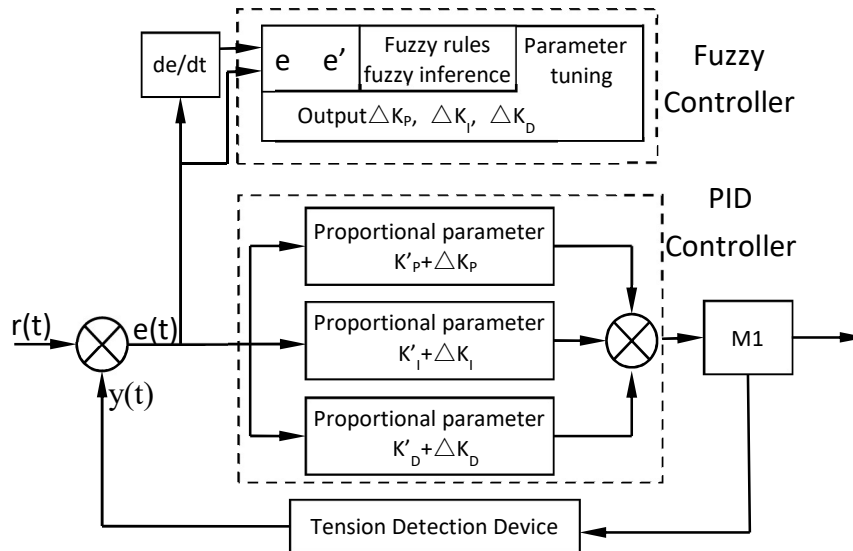 de/dt
e e’
Fuzzy rules
fuzzy inference
Parameter
tuning
Output△KP, △KI, △KD
Fuzzy
Controller
PID
Controller
Proportional parameter
K’P+△KP
Proportional parameter
K’I+△KI
Proportional parameter
K’D+△KD
r(t)
e(t)
y(t)
M1
Tension Detection Device